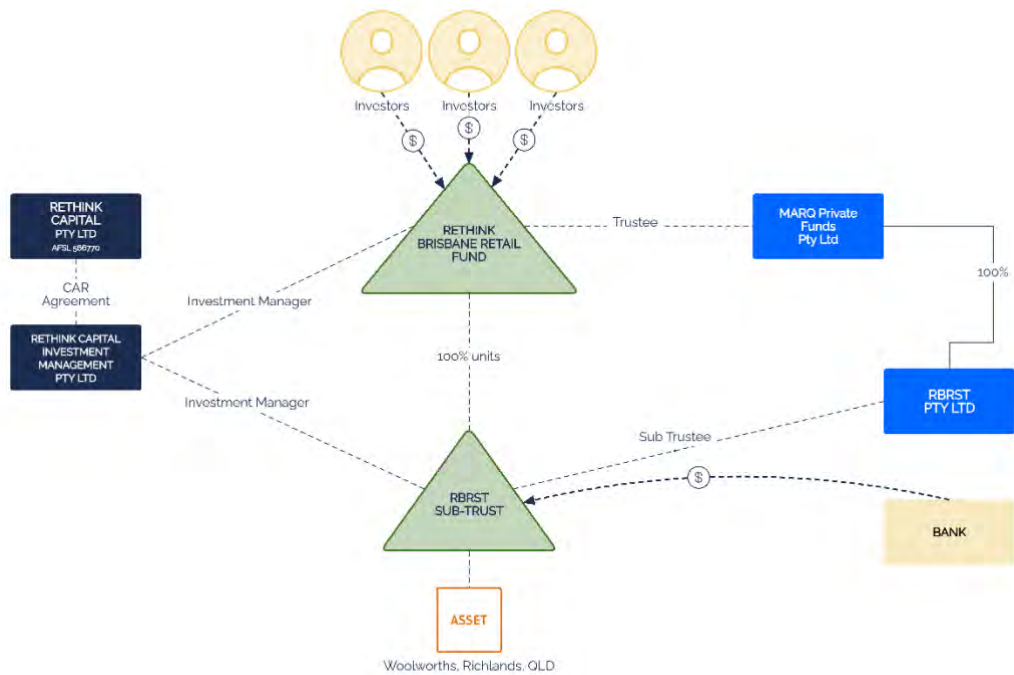 Investors
Investors
Investors
$
$
$
RETHINK
CAPITAL
PTY LTD
AFSL 566770
RETHINK
BRISBANE RETAIL
FUND
Trustee
MARQ Private
Funds
Pty Ltd
100%
CAR
Agreement
Investment Manager
RETHINK CAPITAL
INVESTMENT
MANAGEMENT
PTY LTD
100% units
Investment Manager
RBRST
PTY LTD
Sub Trustee
$
RBRST
SUB-TRUST
BANK
ASSET
Woolworths, Richlands, QLD